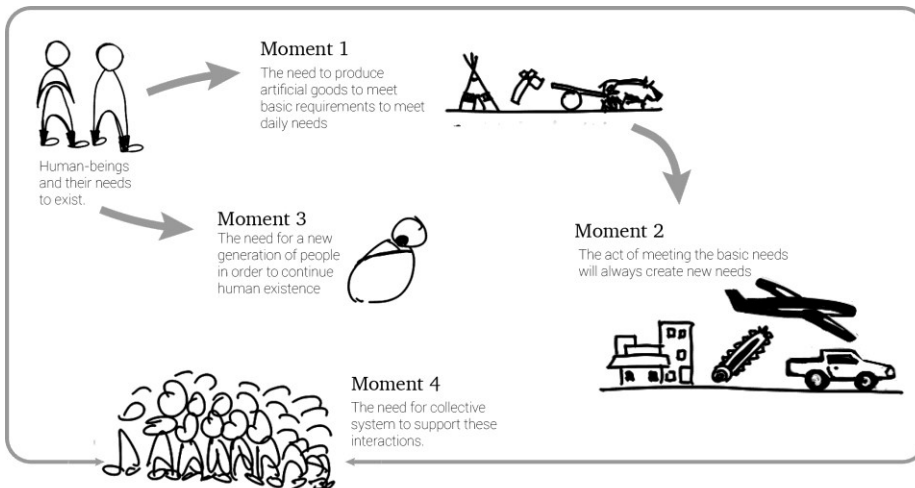 Moment 1
The need to produce
artificial goods to meet
basic requirements to meet
daily needs
Human-beings
and their needs
to exist.
Moment 3
The need for a new
generation of people
in order to continue
human existence
Moment 2
The act of meeting the basic needs
will always create new needs
Moment 4
The need for collective
system to support these
interactions.